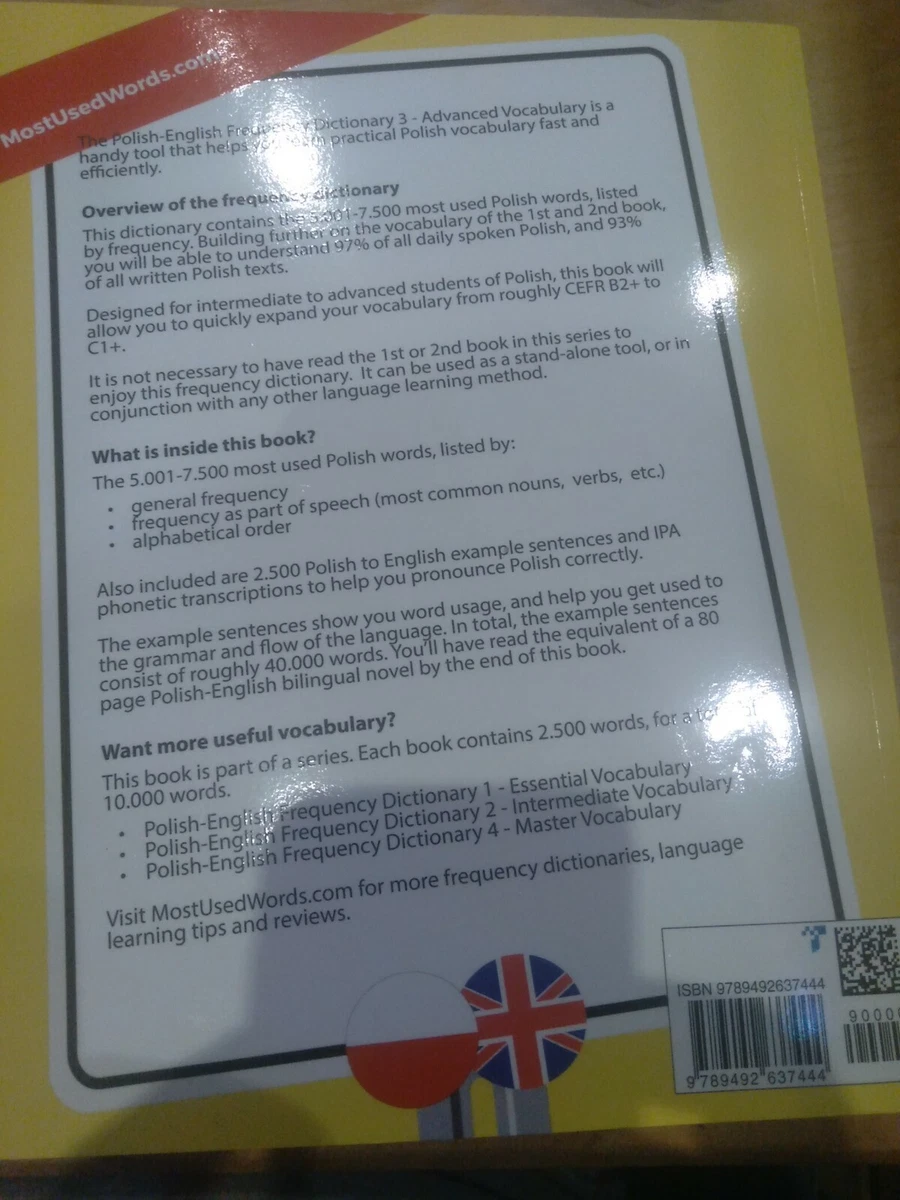 MostUsedWords.com
The Polish-English Frequency Dictionary 3 - Advanced Vocabulary is a
handy tool that helps you learn practical Polish vocabulary fast and
efficiently.
Overview of the frequency dictionary
This dictionary contains the 5.001-7.500 most used Polish words, listed
by frequency. Building further on the vocabulary of the 1st and 2nd book,
you will be able to understand 97% of all daily spoken Polish, and 93%
of all written Polish texts.
Designed for intermediate to advanced students of Polish, this book will
allow you to quickly expand your vocabulary from roughly CEFR B2+ to
C1+.
It is not necessary to have read the 1st or 2nd book in this series to
enjoy this frequency dictionary. It can be used as a stand-alone tool, or in
conjunction with any other language learning method.
What is inside this book?
The 5.001-7.500 most used Polish words, listed by:
• general frequency
• frequency as part of speech (most common nouns, verbs, etc.)
• alphabetical order
Also included are 2.500 Polish to English example sentences and IPA
phonetic transcriptions to help you pronounce Polish correctly.
The example sentences show you word usage, and help you get used to
the grammar and flow of the language. In total, the example sentences
consist of roughly 40.000 words. You'll have read the equivalent of a 80
page Polish-English bilingual novel by the end of this book.
Want more useful vocabulary?
This book is part of a series. Each book contains 2.500 words, for a
10.000 words.
• Polish-English Frequency Dictionary 1 - Essential Vocabulary
• Polish-English Frequency Dictionary 2 - Intermediate Vocabulary
• Polish-English Frequency Dictionary 4 - Master Vocabulary
Visit MostUsedWords.com for more frequency dictionaries, language
learning tips and reviews.
ISBN 9789492637444
9000
9 789492 637444